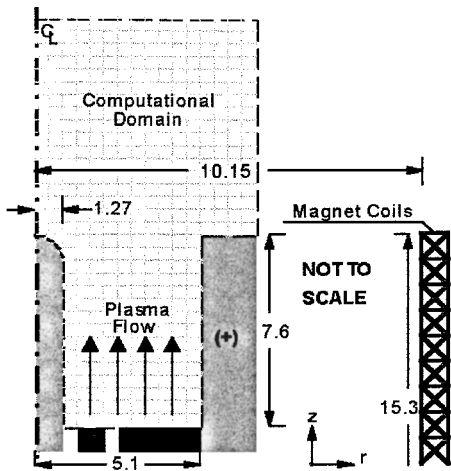 CL
Computational
Domain
10.15
1.27
Magnet Coils
NOT TO
SCALE
Plasma
Flow
(+)
7.6
15.3
z
r
5.1